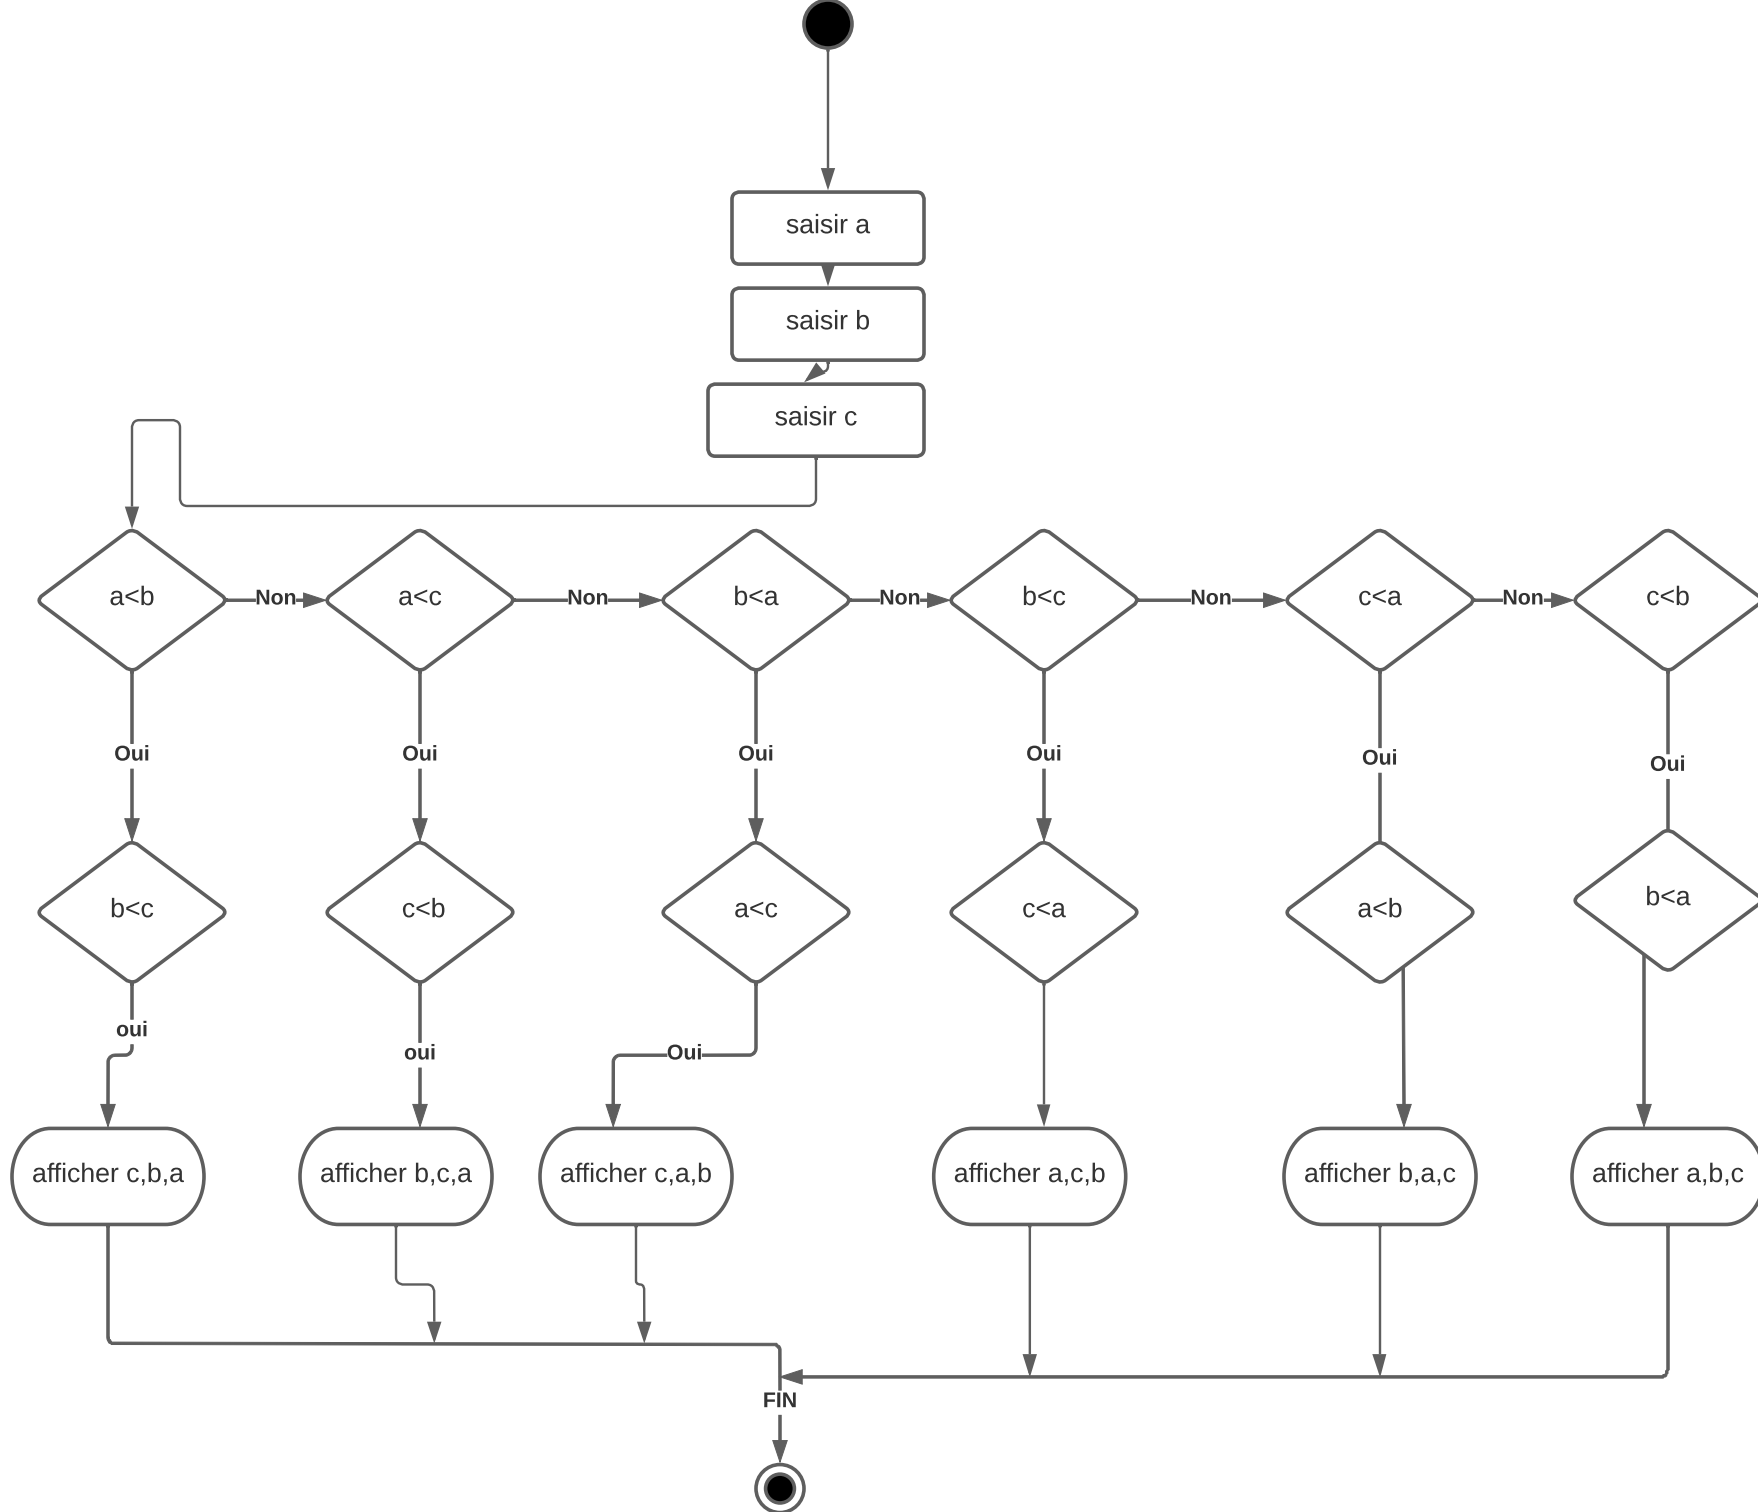 saisir a
saisir b
saisir c
a<b
Non
a<c
Non
b<a
Non
b<c
Non
c<a
Non
c<b
Oui
Oui
Oui
Oui
Oui
Oui
b<c
c<b
a<c
c<a
a<b
b<a
oui
oui
Oui
afficher c,b,a
afficher b,c,a
afficher c,a,b
afficher a,c,b
afficher b,a,c
afficher a,b,c
FIN